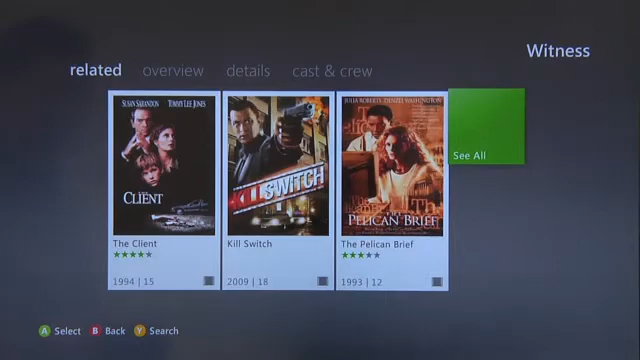 Witness
related overview details cast & crew
SUSAN SARANDON TOMMY LEE JONES
THE CLIENT
The Client
1994 | 15
KILL SWITCH
Kill Switch
2009 | 18
JULIA ROBERTS DENZEL WASHINGTON
THE PELICAN BRIEF
The Pelican Brief
1993 | 12
See All
A Select B Back Y Search